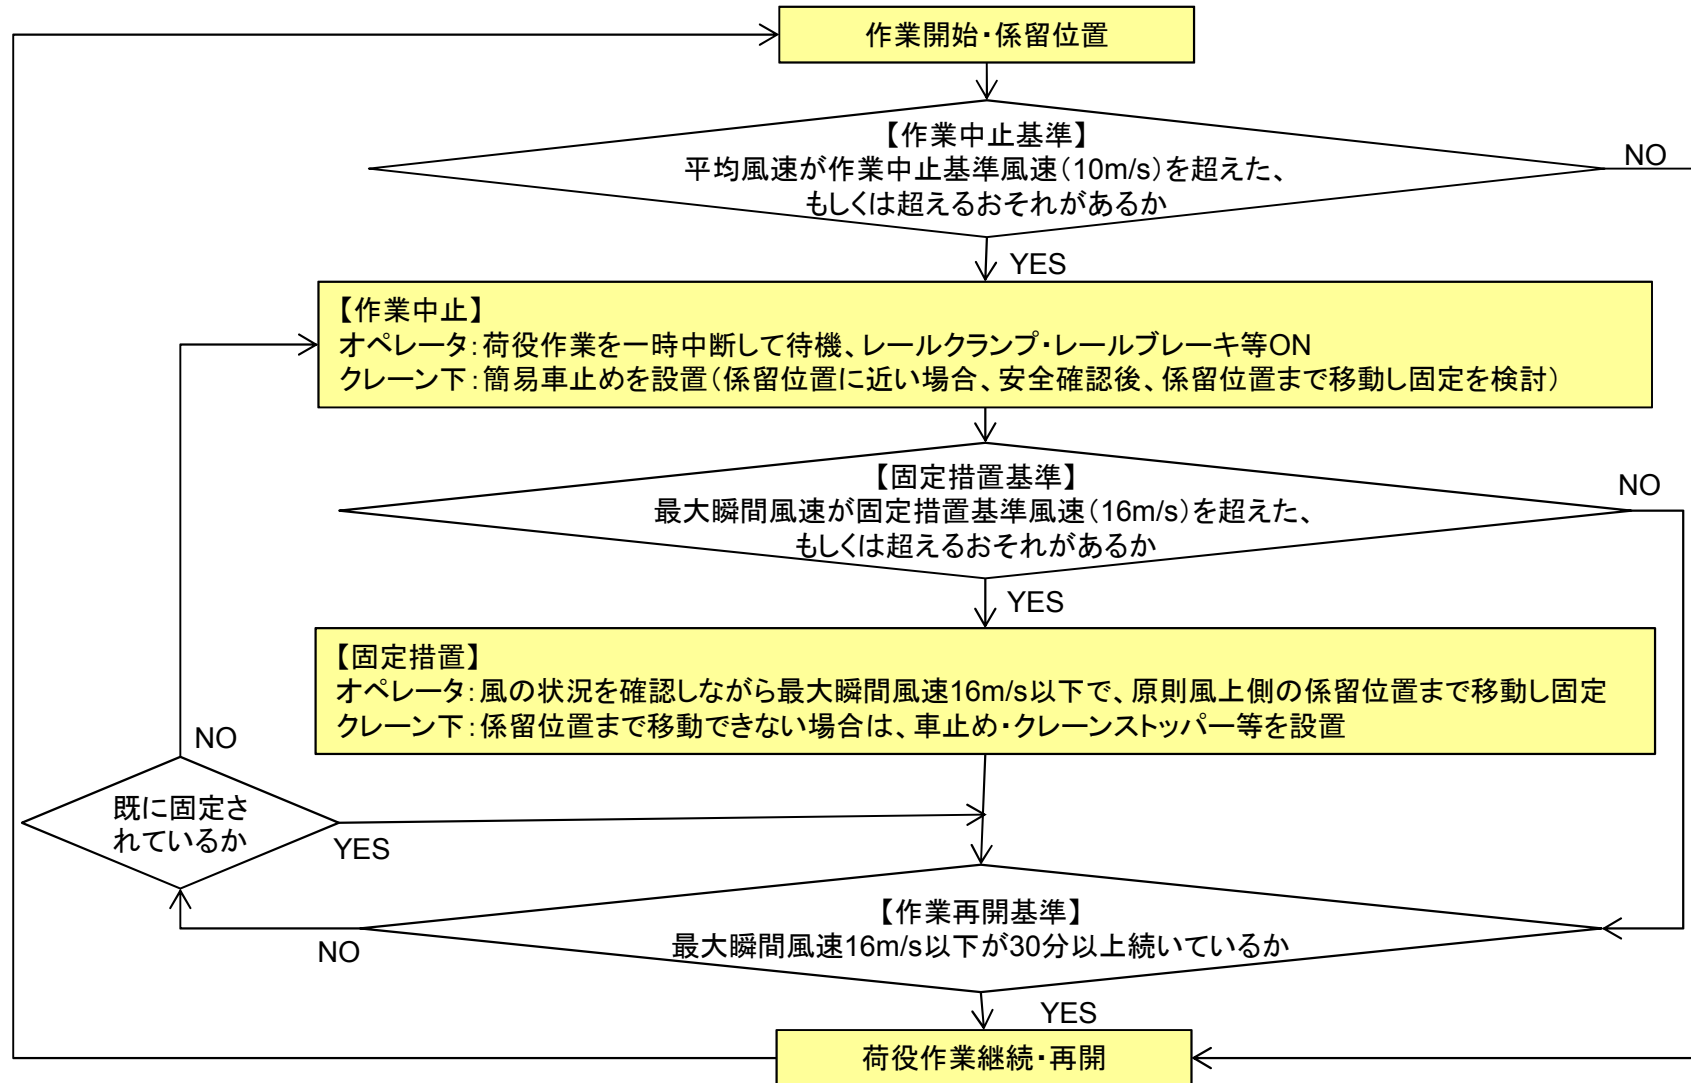 作業開始・係留位置
【作業中止基準】
平均風速が作業中止基準風速(10m/s)を超えた、
もしくは超えるおそれがあるか
NO
YES
【作業中止】
オペレータ:荷役作業を一時中断して待機、レールクランプ・レールブレーキ等ON
クレーン下:簡易車止めを設置(係留位置に近い場合、安全確認後、係留位置まで移動し固定を検討)
【固定措置基準】
最大瞬間風速が固定措置基準風速(16m/s)を超えた、
もしくは超えるおそれがあるか
NO
YES
【固定措置】
オペレータ:風の状況を確認しながら最大瞬間風速16m/s以下で、原則風上側の係留位置まで移動し固定
クレーン下:係留位置まで移動できない場合は、車止め・クレーンストッパー等を設置
NO
既に固定さ
れているか
YES
【作業再開基準】
最大瞬間風速16m/s以下が30分以上続いているか
NO
YES
荷役作業継続・再開